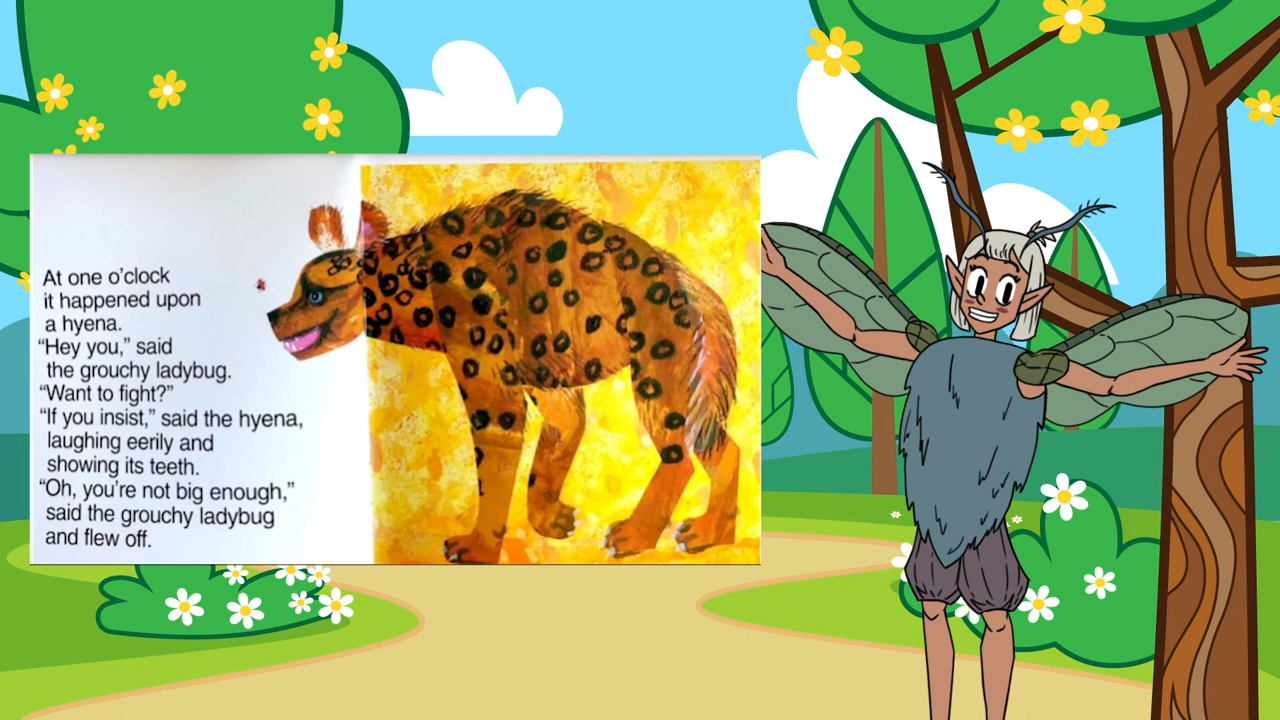 At one o'clock
it happened upon
a hyena.
“Hey you,” said
the grouchy ladybug.
“Want to fight?”
“If you insist,” said the hyena,
laughing eerily and
showing its teeth.
“Oh, you're not big enough,”
said the grouchy ladybug
and flew off.